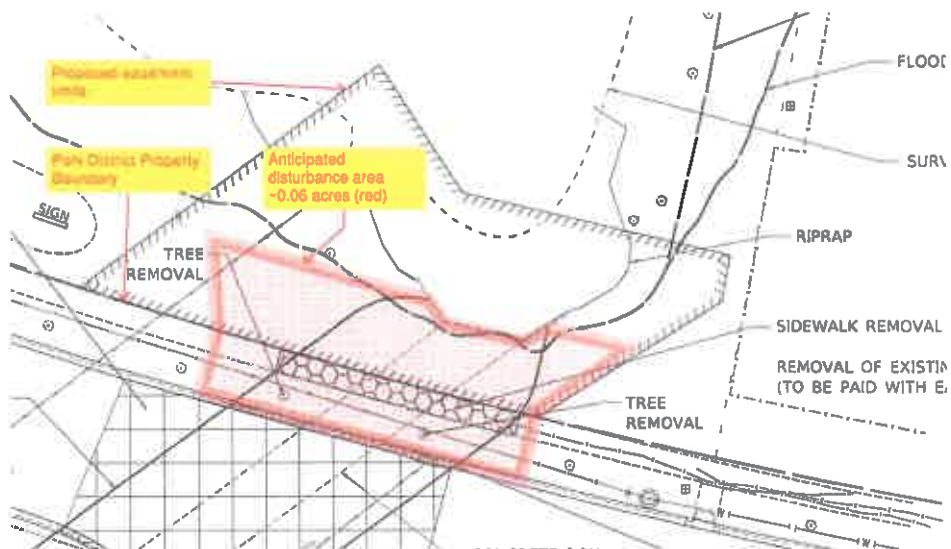 FLOOD
Proposed easement
limits
SURV
Park District Property
Boundary
Anticipated
disturbance area
~0.06 acres (red)
SIGN
TREE
REMOVAL
RIPRAP
SIDEWALK REMOVAL
REMOVAL OF EXISTIN
(TO BE PAID WITH EA
TREE
REMOVAL
W
W